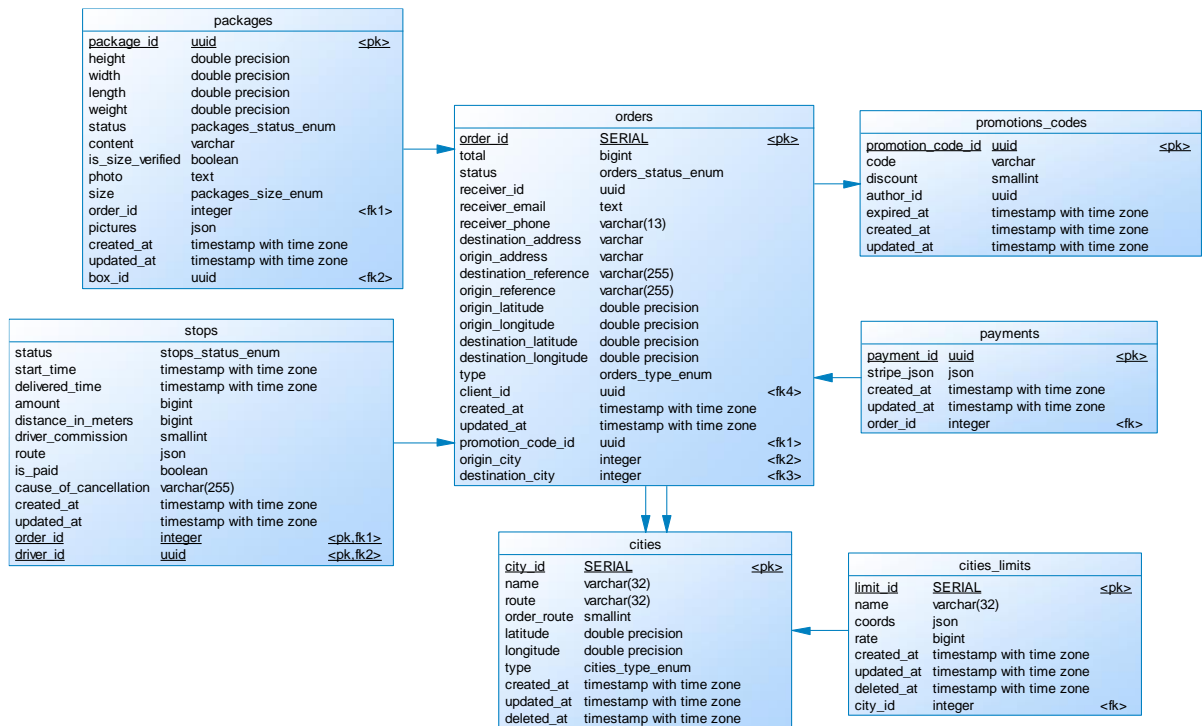 packages
package_id uuid <pk>
height double precision
width double precision
length double precision
weight double precision
status packages_status_enum
content varchar
is_size_verified boolean
photo text
size packages_size_enum
order_id integer <fk1>
pictures json
created_at timestamp with time zone
updated_at timestamp with time zone
box_id uuid <fk2>
stops
status stops_status_enum
start_time timestamp with time zone
delivered_time timestamp with time zone
amount bigint
distance_in_meters bigint
driver_commission smallint
route json
is_paid boolean
cause_of_cancellation varchar(255)
created_at timestamp with time zone
updated_at timestamp with time zone
order_id integer <pk,fk1>
driver_id uuid <pk,fk2>
orders
order_id SERIAL <pk>
total bigint
status orders_status_enum
receiver_id uuid
receiver_email text
receiver_phone varchar(13)
destination_address varchar
origin_address varchar
destination_reference varchar(255)
origin_reference varchar(255)
origin_latitude double precision
origin_longitude double precision
destination_latitude double precision
destination_longitude double precision
type orders_type_enum
client_id uuid <fk4>
created_at timestamp with time zone
updated_at timestamp with time zone
promotion_code_id uuid <fk1>
origin_city integer <fk2>
destination_city integer <fk3>
promotions_codes
promotion_code_id uuid <pk>
code varchar
discount smallint
author_id uuid
expired_at timestamp with time zone
created_at timestamp with time zone
updated_at timestamp with time zone
payments
payment_id uuid <pk>
stripe_json json
created_at timestamp with time zone
updated_at timestamp with time zone
order_id integer <fk>
cities
city_id SERIAL <pk>
name varchar(32)
route varchar(32)
order_route smallint
latitude double precision
longitude double precision
type cities_type_enum
created_at timestamp with time zone
updated_at timestamp with time zone
deleted_at timestamp with time zone
cities_limits
limit_id SERIAL <pk>
name varchar(32)
coords json
rate bigint
created_at timestamp with time zone
updated_at timestamp with time zone
deleted_at timestamp with time zone
city_id integer <fk>